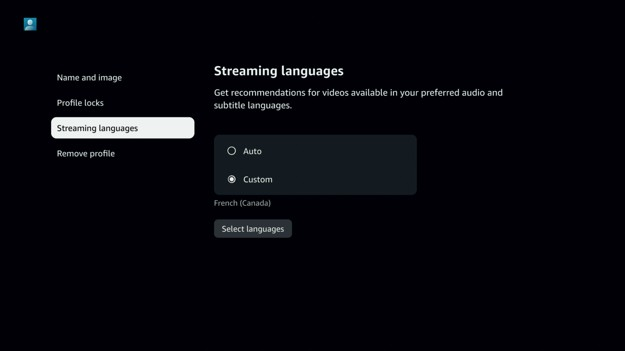 Name and image
Profile locks
Streaming languages
Remove profile
Streaming languages
Get recommendations for videos available in your preferred audio and
subtitle languages.
Auto
Custom
French (Canada)
Select languages